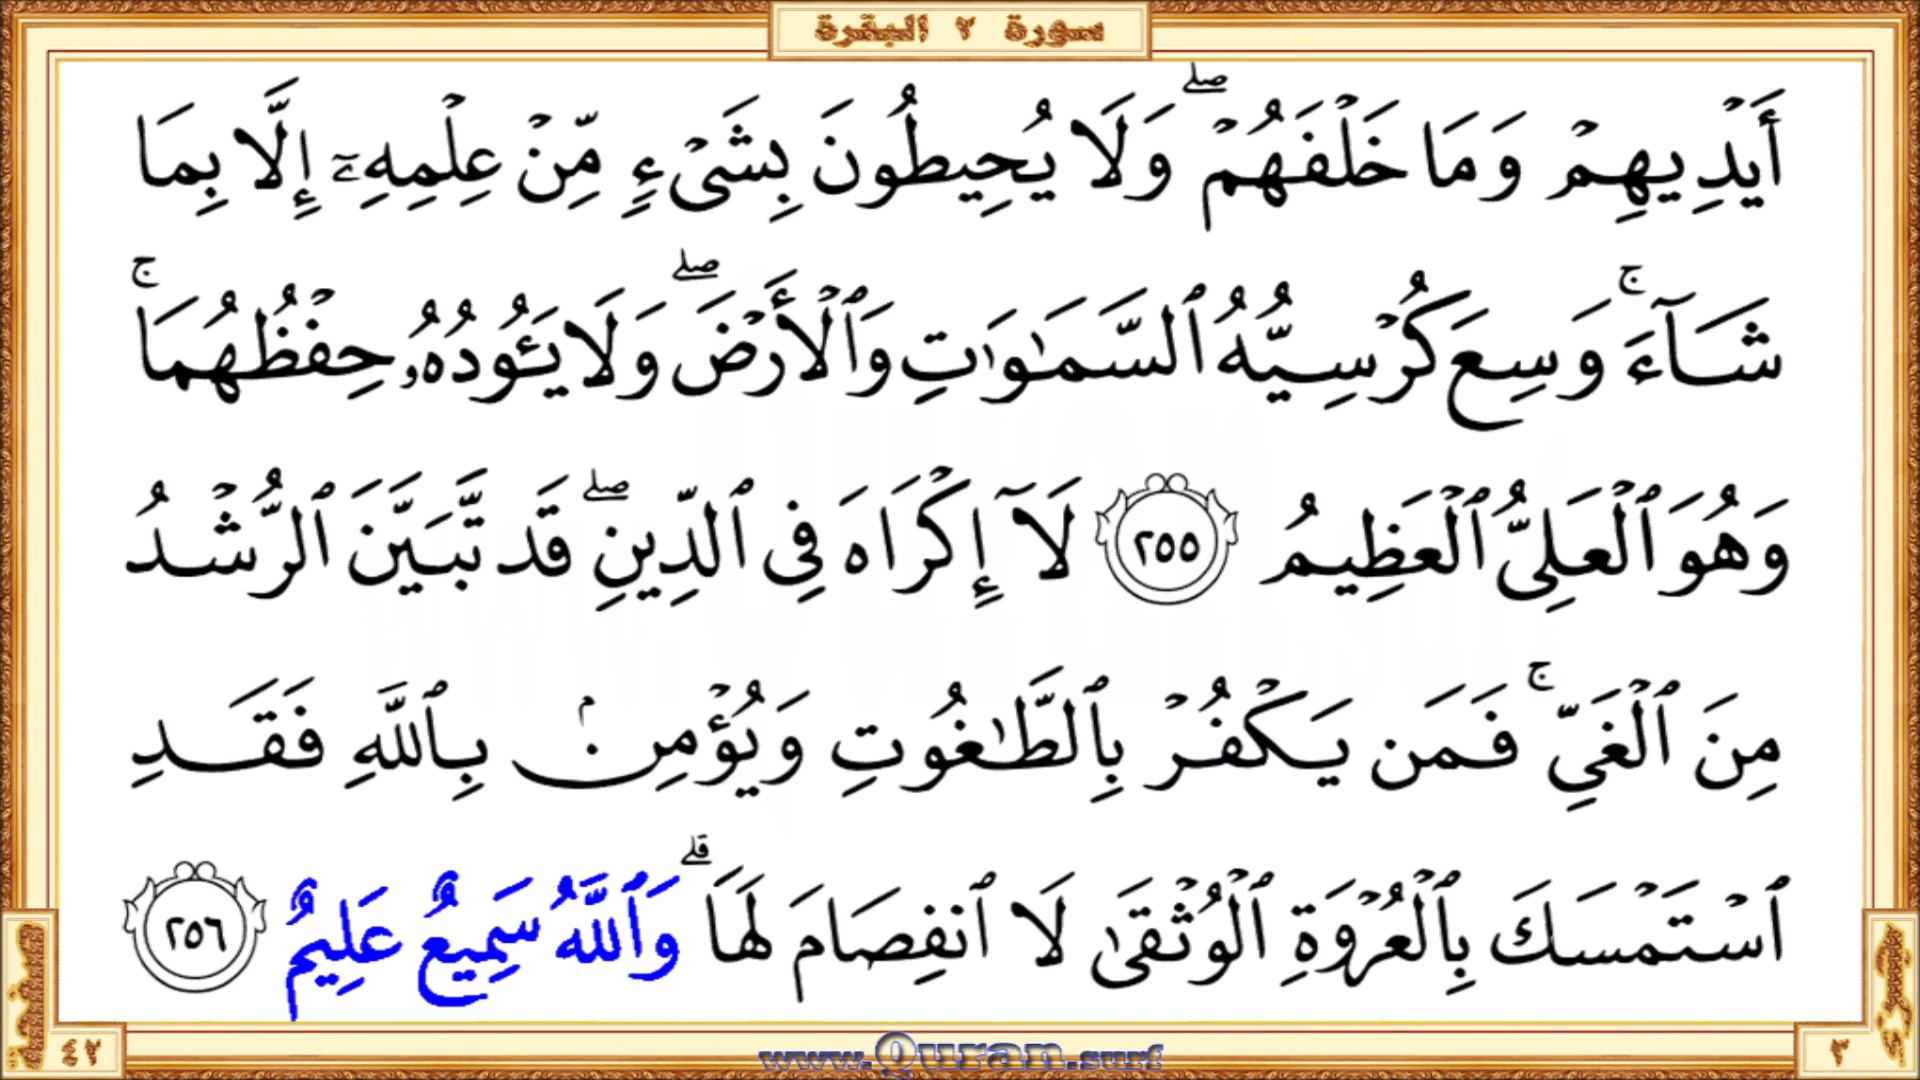 سورة ٢ البقرة
أَيْدِيهِمْ وَمَا خَلْفَهُمْ ۖ وَلَا يُحِيطُونَ بِشَىْءٍ مِّنْ عِلْمِهِۦٓ إِلَّا بِمَا
شَآءَ ۚ وَسِعَ كُرْسِيُّهُ ٱلسَّمَـٰوَٰتِ وَٱلْأَرْضَ ۖ وَلَا يَـُٔودُهُۥ حِفْظُهُمَا ۚ
وَهُوَ ٱلْعَلِىُّ ٱلْعَظِيمُ ٢٥٥ لَآ إِكْرَاهَ فِى ٱلدِّينِ ۖ قَد تَّبَيَّنَ ٱلرُّشْدُ
مِنَ ٱلْغَىِّ ۚ فَمَن يَكْفُرْ بِٱلطَّـٰغُوتِ وَيُؤْمِنۢ بِٱللَّهِ فَقَدِ
ٱسْتَمْسَكَ بِٱلْعُرْوَةِ ٱلْوُثْقَىٰ لَا ٱنفِصَامَ لَهَا ۗ وَٱللَّهُ سَمِيعٌ عَلِيمٌ ٢٥٦
صفحة
٤٢
٣
www.Quran.surf